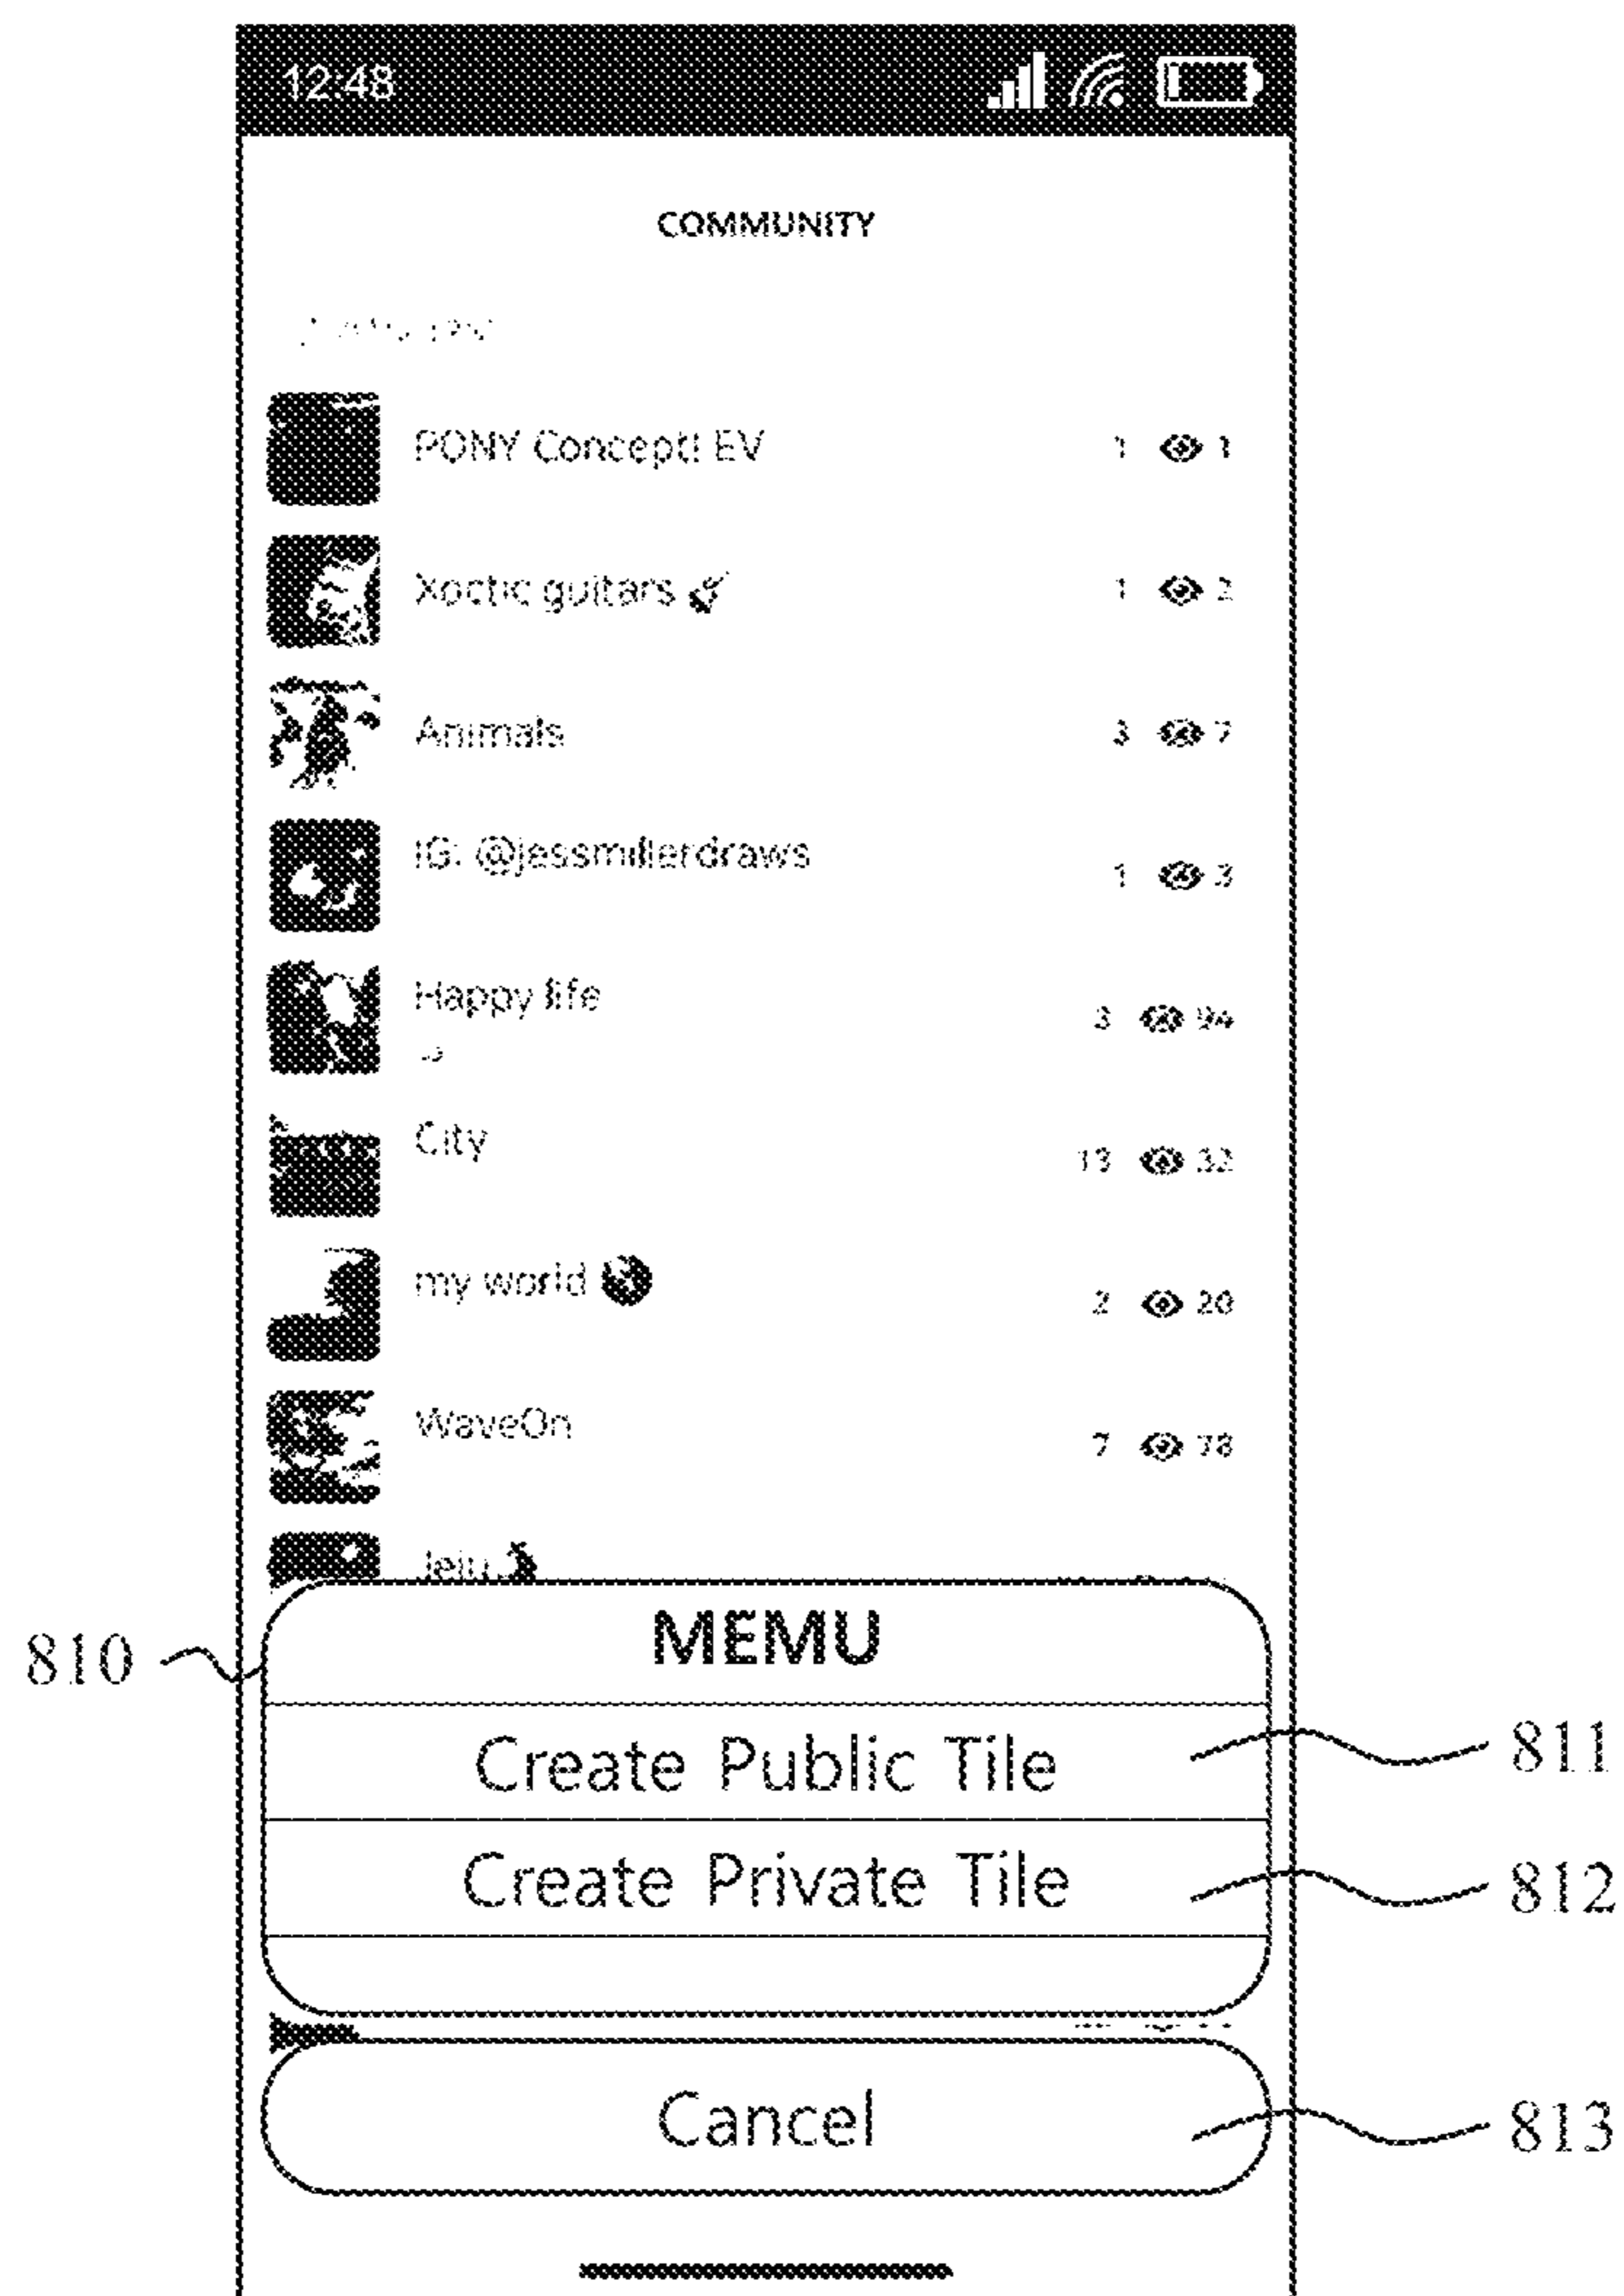 12:48
COMMUNITY
PONY Concept! EV 1 1
Xoctic guitars 1 2
Animals 3 7
IG: @jessmillerdraws 1 3
Happy life 3 94
City 13 32
my world 2 20
WaveOn 7 78
Jeju
810
MEMU
Create Public Tile 811
Create Private Tile 812
Cancel 813